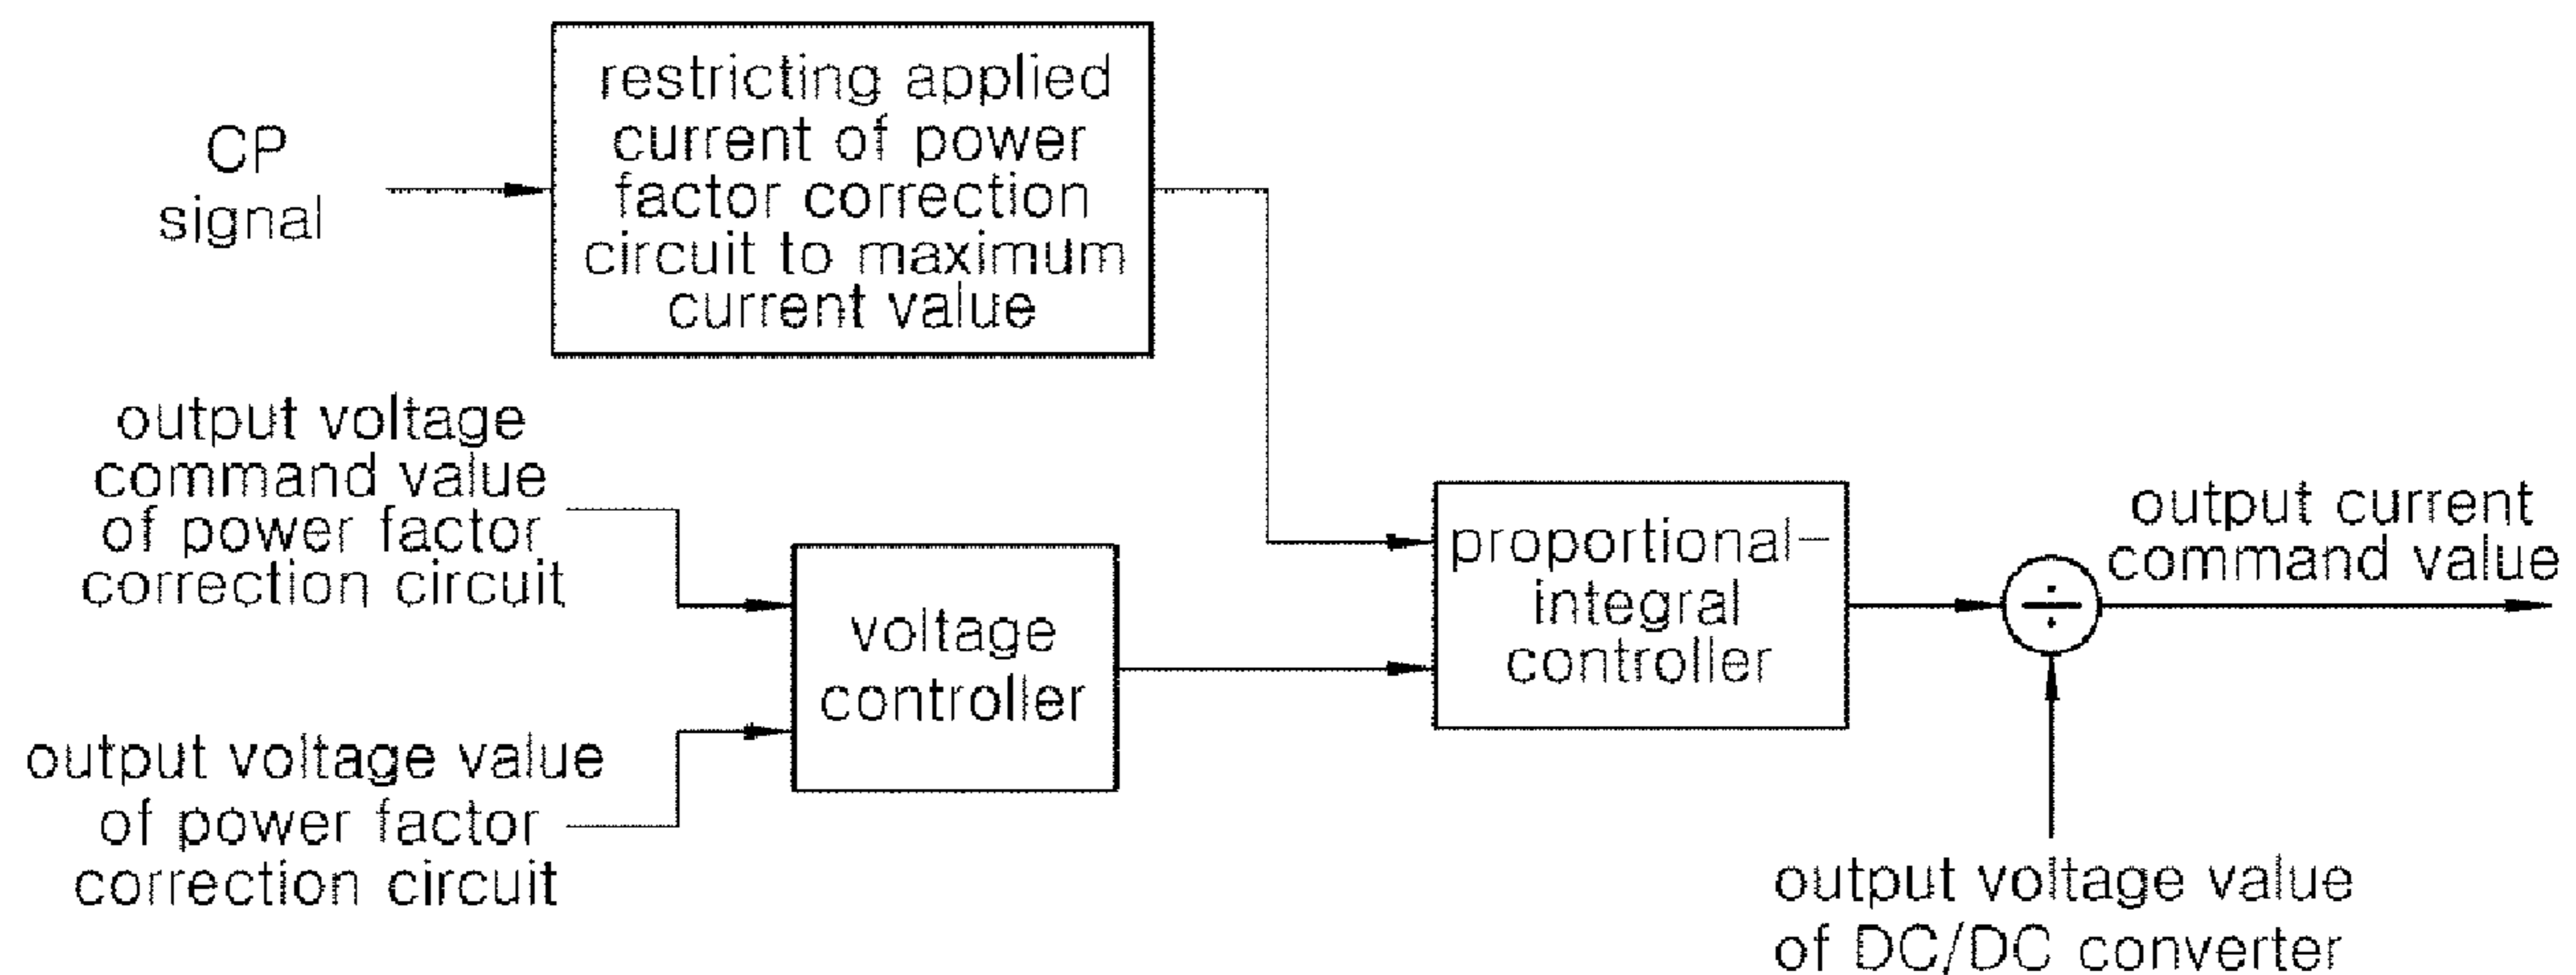 CP
signal
restricting applied
current of power
factor correction
circuit to maximum
current value
output voltage
command value
of power factor
correction circuit
output voltage value
of power factor
correction circuit
voltage
controller
proportional-
integral
controller
÷
output current
command value
output voltage value
of DC/DC converter